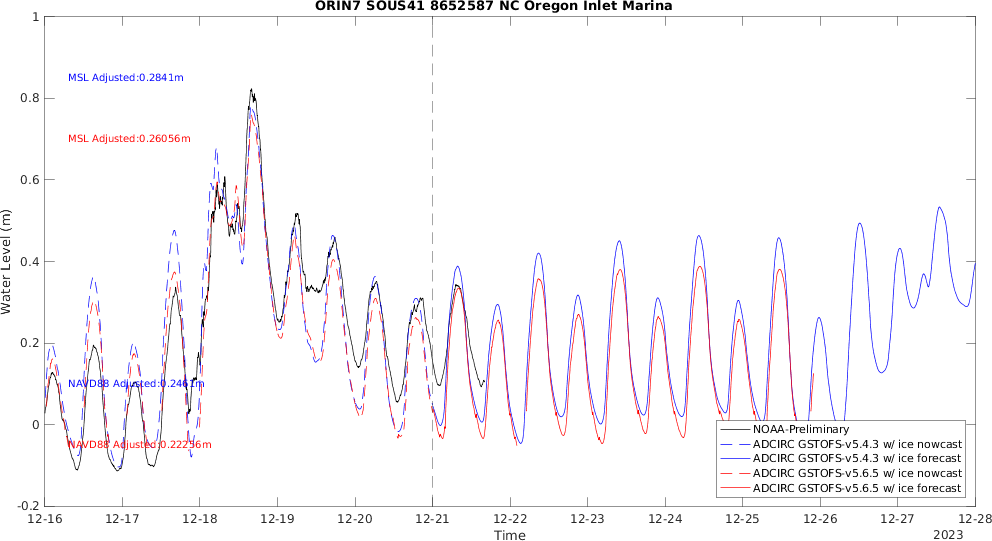 ORIN7 SOUS41 8652587 NC Oregon Inlet Marina
1
0.8
0.6
0.4
0.2
0
-0.2
Water Level (m)
MSL Adjusted:0.2841m
MSL Adjusted:0.26056m
NAVD88 Adjusted:0.2461m
NAVD88 Adjusted:0.22256m
NOAA-Preliminary
ADCIRC GSTOFS-v5.4.3 w/ ice nowcast
ADCIRC GSTOFS-v5.4.3 w/ ice forecast
ADCIRC GSTOFS-v5.6.5 w/ ice nowcast
ADCIRC GSTOFS-v5.6.5 w/ ice forecast
12-16 12-17 12-18 12-19 12-20 12-21 12-22 12-23 12-24 12-25 12-26 12-27 12-28
Time
2023